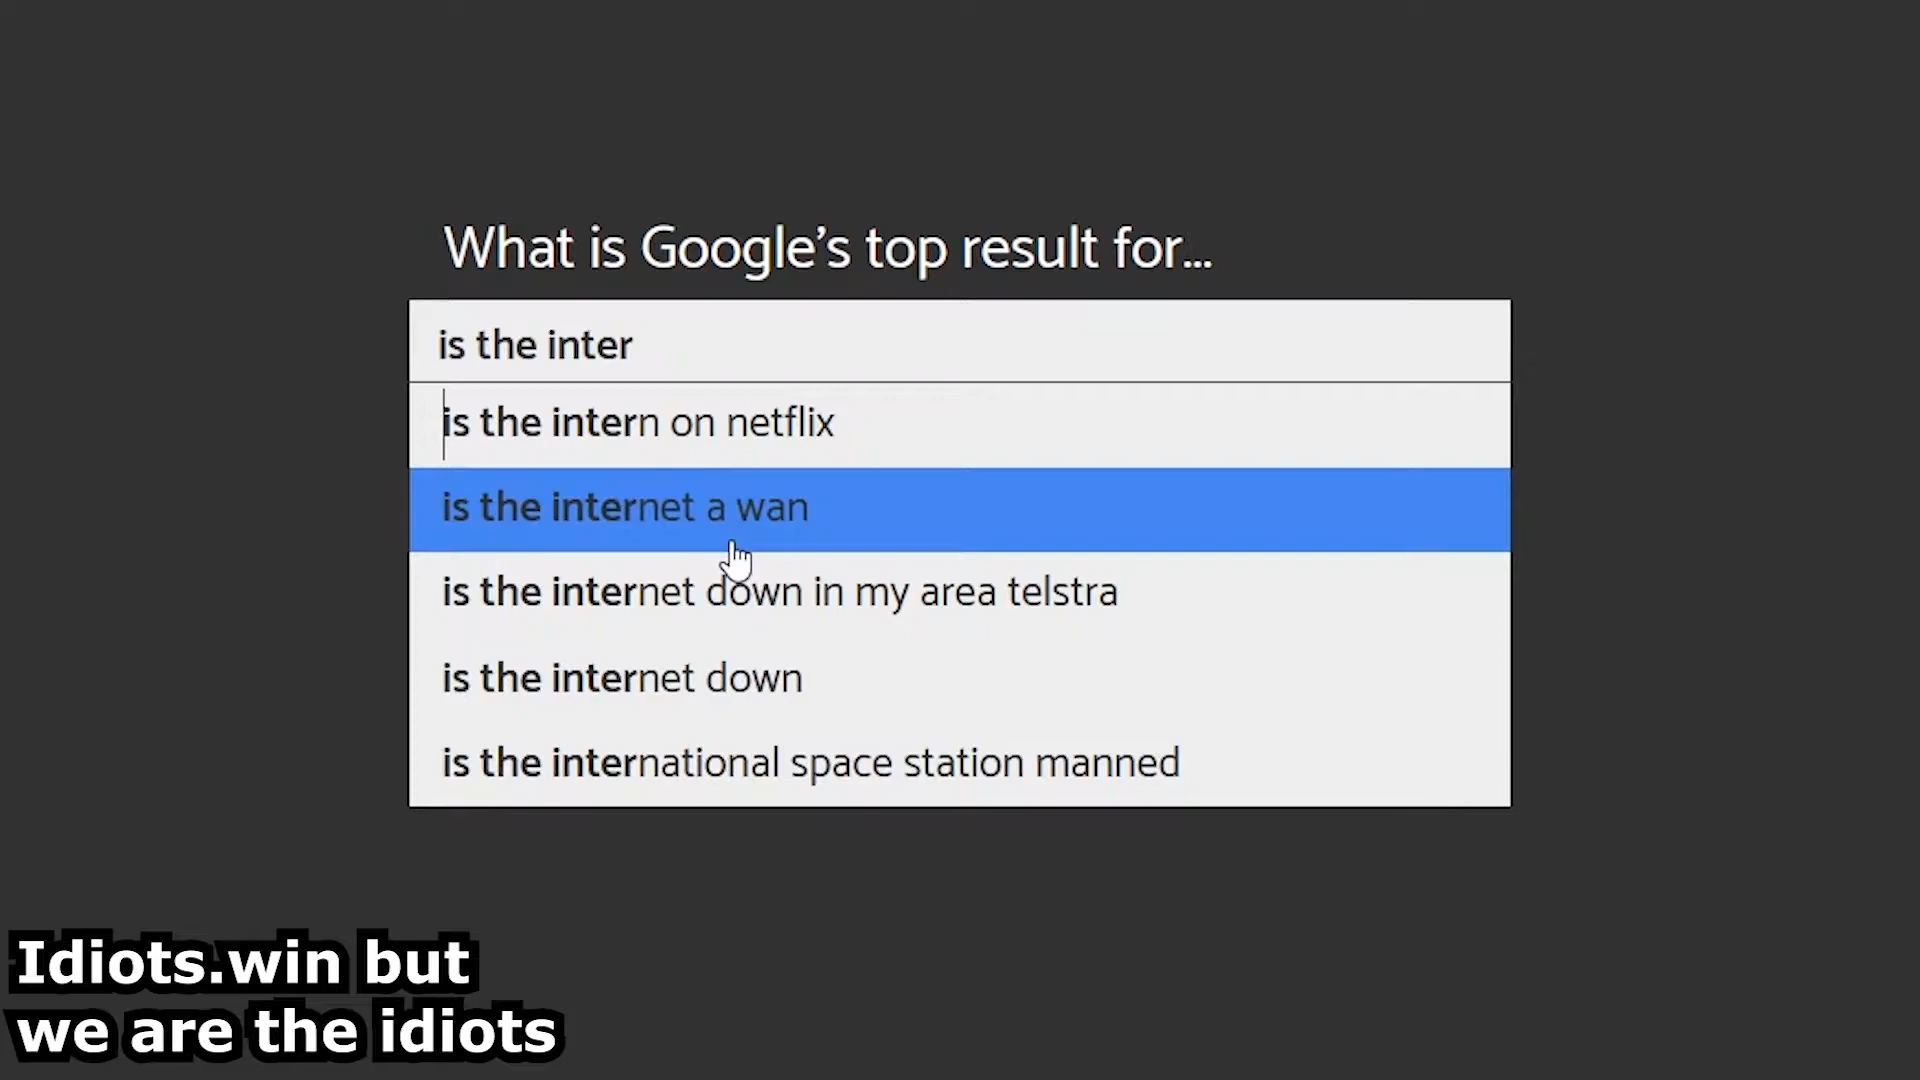 What is Google’s top result for...
is the inter
is the intern on netflix
is the internet a wan
is the internet down in my area telstra
is the internet down
is the international space station manned
Idiots.win but
we are the idiots